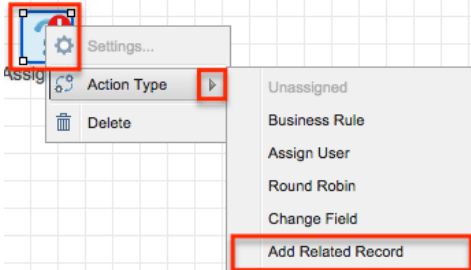 Settings...
Assig
Action Type
Delete
Unassigned
Business Rule
Assign User
Round Robin
Change Field
Add Related Record